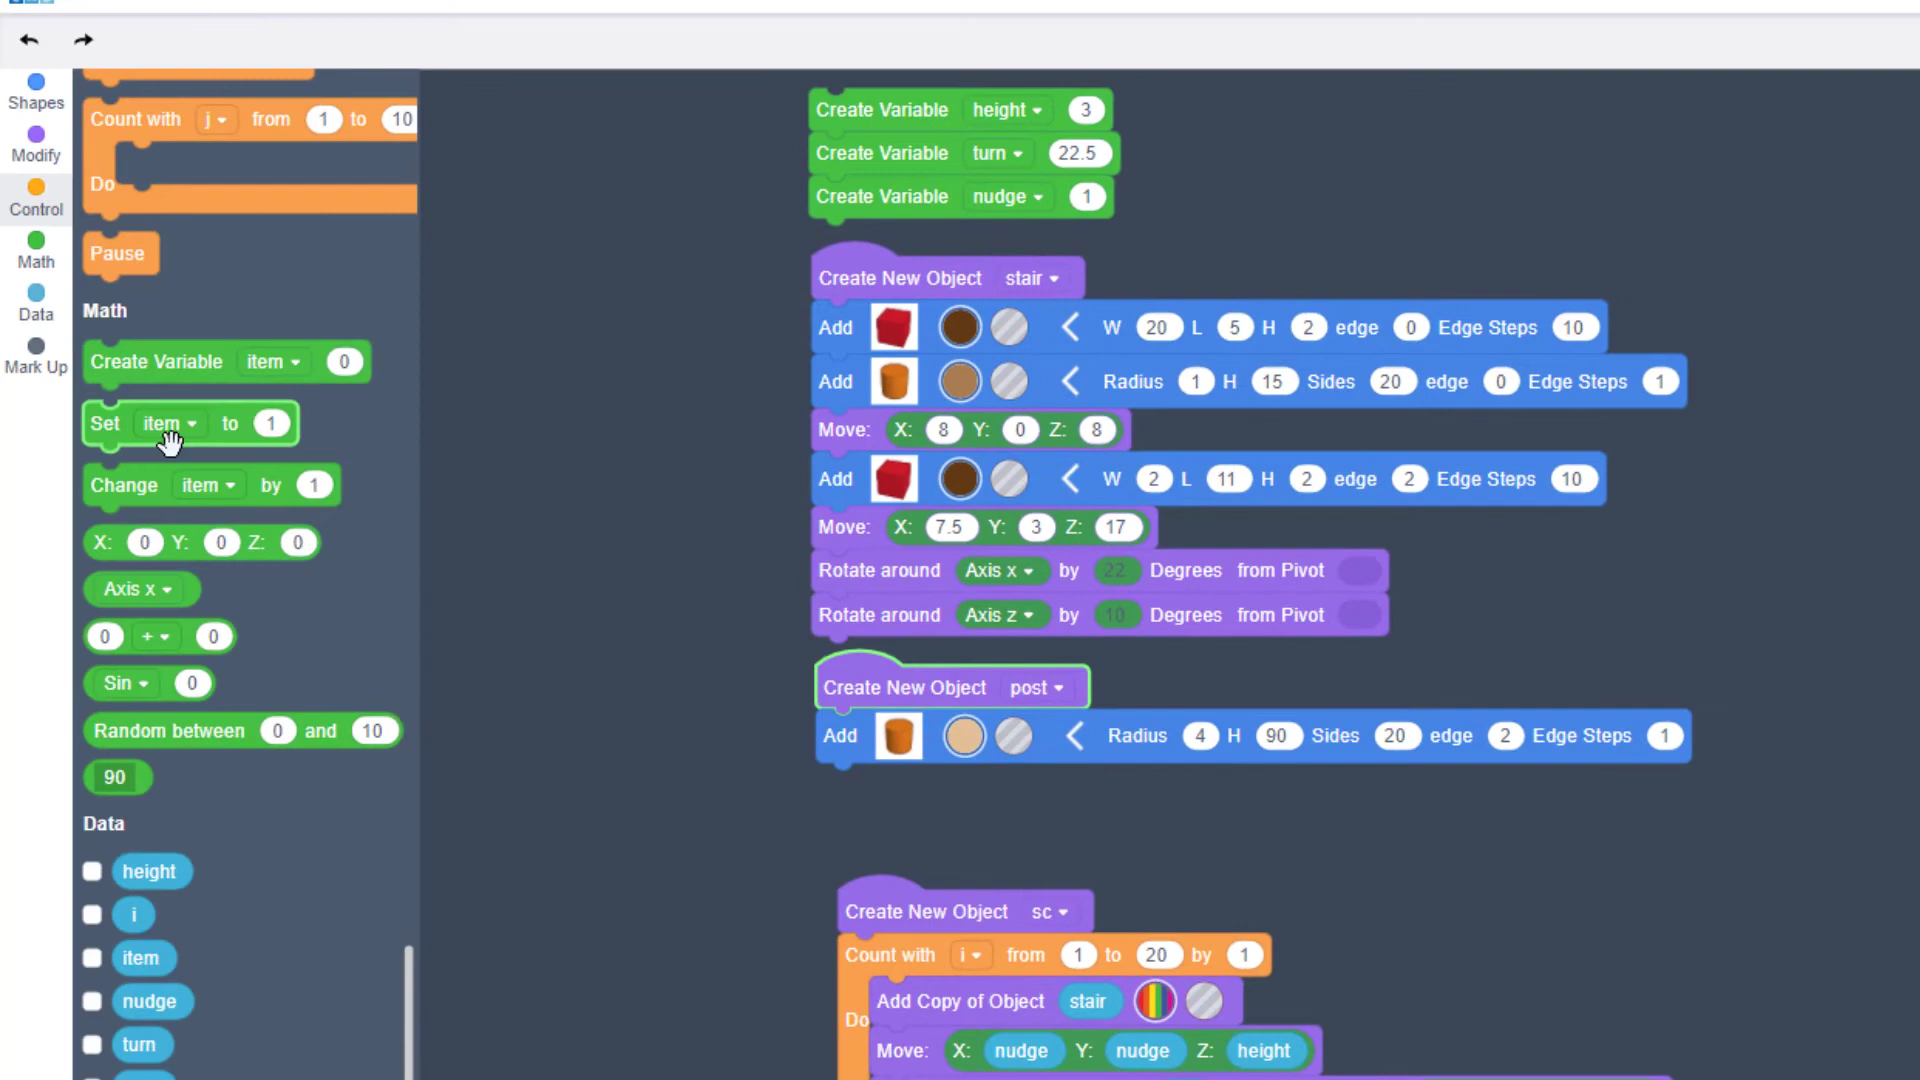 Shapes
Modify
Control
Math
Data
Mark Up
Count with j from 1 to 10
Do
Pause
Math
Create Variable item 0
Set item to 1
Change item by 1
X: 0 Y: 0 Z: 0
Axis x
0 + 0
Sin 0
Random between 0 and 10
90
Data
height
i
item
nudge
turn
Create Variable height 3
Create Variable turn 22.5
Create Variable nudge 1
Create New Object stair
Add W 20 L 5 H 2 edge 0 Edge Steps 10
Add Radius 1 H 15 Sides 20 edge 0 Edge Steps 1
Move: X: 8 Y: 0 Z: 8
Add W 2 L 11 H 2 edge 2 Edge Steps 10
Move: X: 7.5 Y: 3 Z: 17
Rotate around Axis x by 22 Degrees from Pivot
Rotate around Axis z by 10 Degrees from Pivot
Create New Object post
Add Radius 4 H 90 Sides 20 edge 2 Edge Steps 1
Create New Object sc
Count with i from 1 to 20 by 1
Add Copy of Object stair
Do
Move: X: nudge Y: nudge Z: height